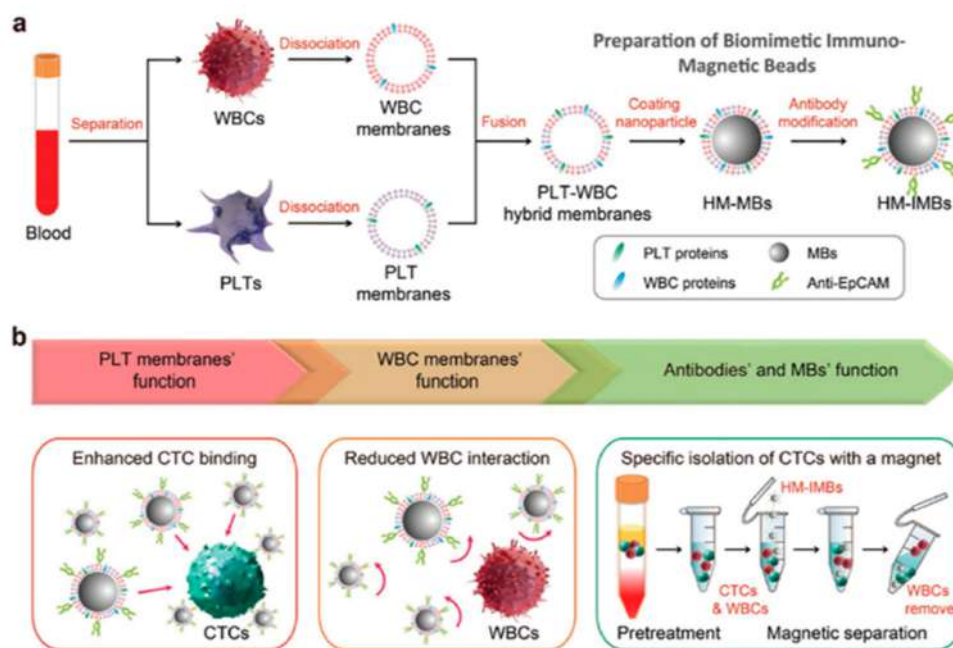 a
Preparation of Biomimetic Immuno-
Magnetic Beads
Separation
Blood
WBCs
Dissociation
WBC
membranes
PLTs
Dissociation
PLT
membranes
Fusion
PLT-WBC
hybrid membranes
Coating
nanoparticle
HM-MBs
Antibody
modification
HM-IMBs
PLT proteins
MBs
WBC proteins
Anti-EpCAM
b
PLT membranes'
function
WBC membranes'
function
Antibodies' and MBs' function
Enhanced CTC binding
CTCs
Reduced WBC interaction
WBCs
Specific isolation of CTCs with a magnet
HM-IMBs
CTCs
& WBCs
WBCs
remove
Pretreatment
Magnetic separation